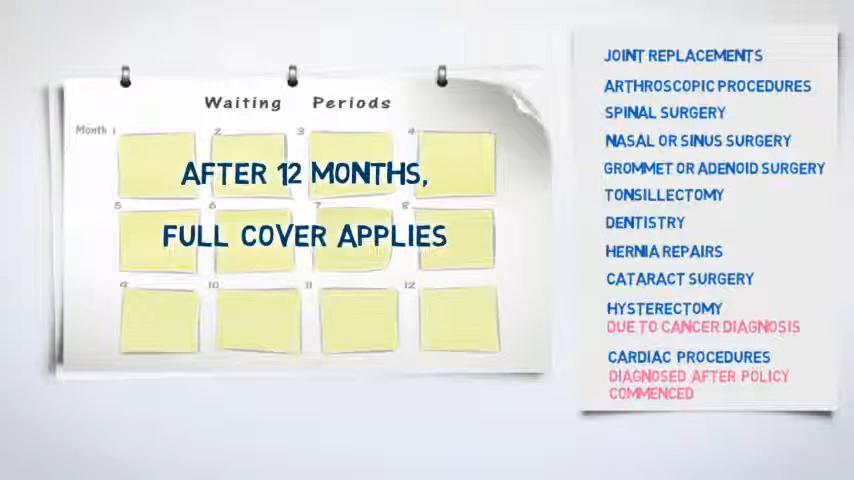 Waiting Periods
Month 1 2 3 4
AFTER 12 MONTHS,
5 6 7 8
FULL COVER APPLIES
9 10 11 12
JOINT REPLACEMENTS
ARTHROSCOPIC PROCEDURES
SPINAL SURGERY
NASAL OR SINUS SURGERY
GROMMET OR ADENOID SURGERY
TONSILLECTOMY
DENTISTRY
HERNIA REPAIRS
CATARACT SURGERY
HYSTERECTOMY
DUE TO CANCER DIAGNOSIS
CARDIAC PROCEDURES
DIAGNOSED AFTER POLICY
COMMENCED